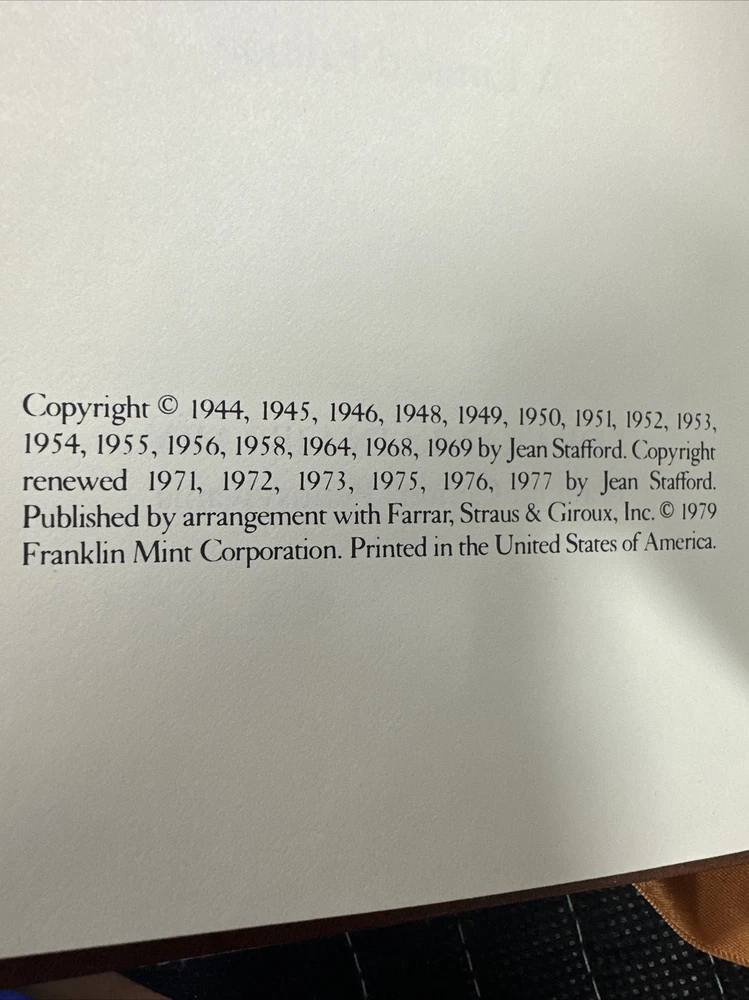 Copyright © 1944, 1945, 1946, 1948, 1949, 1950, 1951, 1952, 1953,
1954, 1955, 1956, 1958, 1964, 1968, 1969 by Jean Stafford. Copyright
renewed 1971, 1972, 1973, 1975, 1976, 1977 by Jean Stafford.
Published by arrangement with Farrar, Straus & Giroux, Inc. © 1979
Franklin Mint Corporation. Printed in the United States of America.